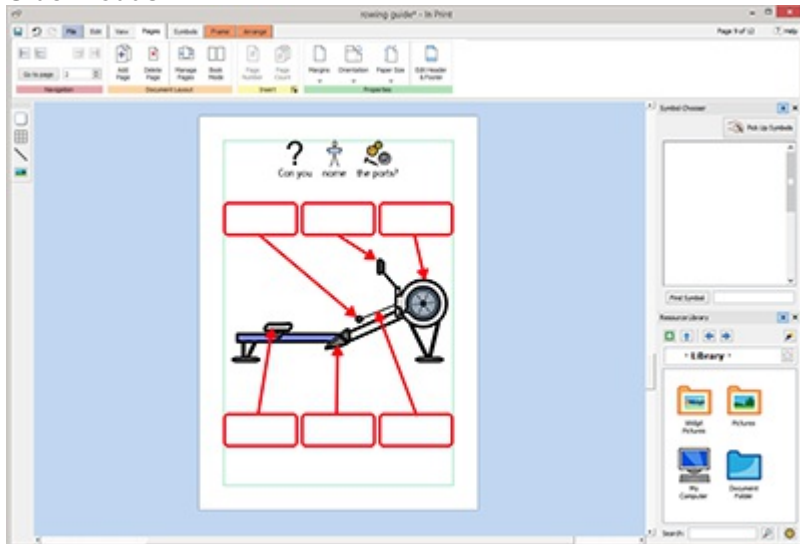 rowing guide* - In Print
File Edit View Pages Symbols Frame Arrange
Page 9 of 12 Help
Go to page
Add Page
Delete Page
Manage Pages
Book Mode
Page Number
Page Count
Margins
Orientation
Paper Size
Edit Header & Footer
Navigation
Document Layout
Insert
Properties
Can you name the parts?
Symbol Chooser
Pick Up Symbols
Find Symbol
Resource Library
Library
Widgit Pictures
Pictures
My Computer
Document Folder
Search: